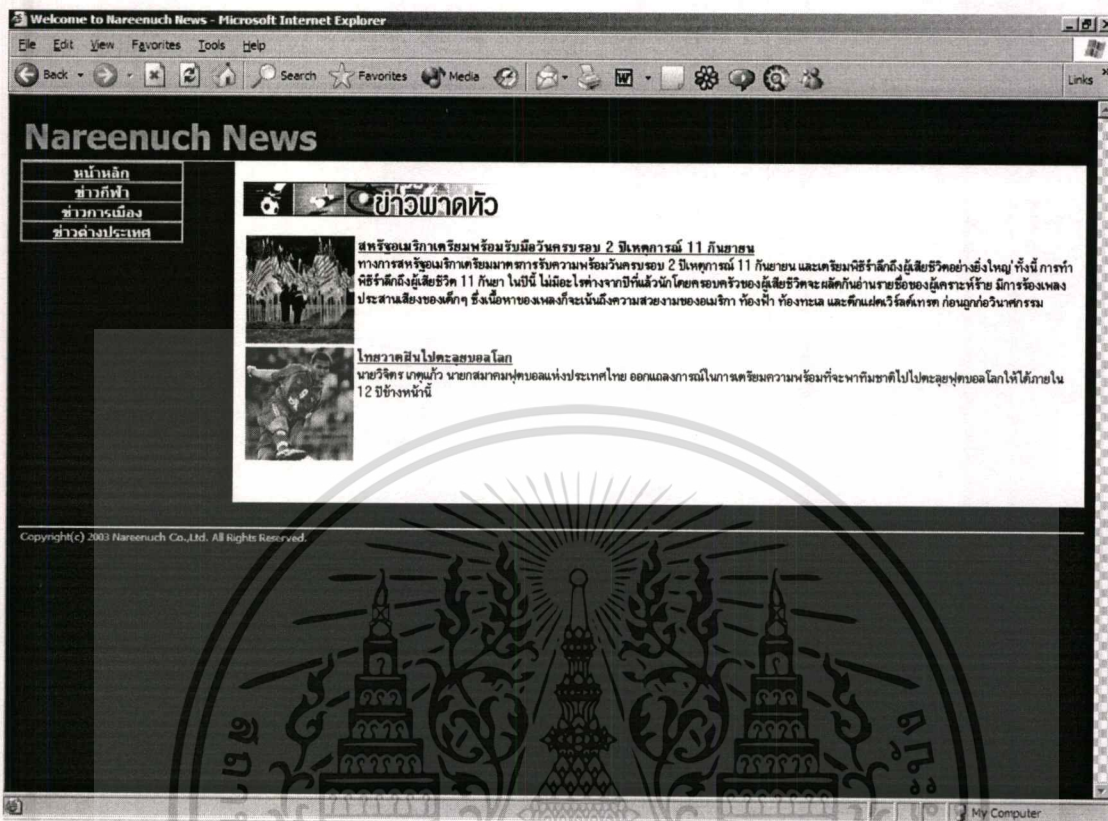 Welcome to Nareenuch News - Microsoft Internet Explorer
File Edit View Favorites Tools Help
Back Search Favorites Media Links
Nareenuch News
หน้าหลัก
ข่าวกีฬา
ข่าวการเมือง
ข่าวต่างประเทศ
ข่าวพาดหัว
สหรัฐอเมริกาเตรียมพร้อมรับมือวันครบรอบ 2 ปีเหตุการณ์ 11 กันยายน
ทางการสหรัฐอเมริกาเตรียมมาตรการรับความพร้อมวันครบรอบ 2 ปีเหตุการณ์ 11 กันยายน และเตรียมพิธีรำลึกถึงผู้เสียชีวิตอย่างยิ่งใหญ่ ทั้งนี้ การทำ
พิธีรำลึกถึงผู้เสียชีวิต 11 กันยา ในปีนี้ ไม่มีอะไรต่างจากปีที่แล้วนักโดยครอบครัวของผู้เสียชีวิตจะผลัดกันอ่านรายชื่อของผู้เคราะห์ร้าย มีการร้องเพลง
ประสานเสียงของเด็กๆ ซึ่งเนื้อหาของเพลงก็จะเน้นถึงความสวยงามของอเมริกา ท้องฟ้า ท้องทะเล และตึกแฝดเวิร์ลด์เทรด ก่อนถูกก่อวินาศกรรม
ไทยวาดฝันไปตะลุยบอลโลก
นายวิจิตร เกตุแก้ว นายกสมาคมฟุตบอลแห่งประเทศไทย ออกแถลงการณ์ในการเตรียมความพร้อมที่จะพาทีมชาติไปไปตะลุยฟุตบอลโลกให้ได้ภายใน
12 ปีข้างหน้านี้
Copyright(c) 2003 Nareenuch Co.,Ltd. All Rights Reserved.
My Computer